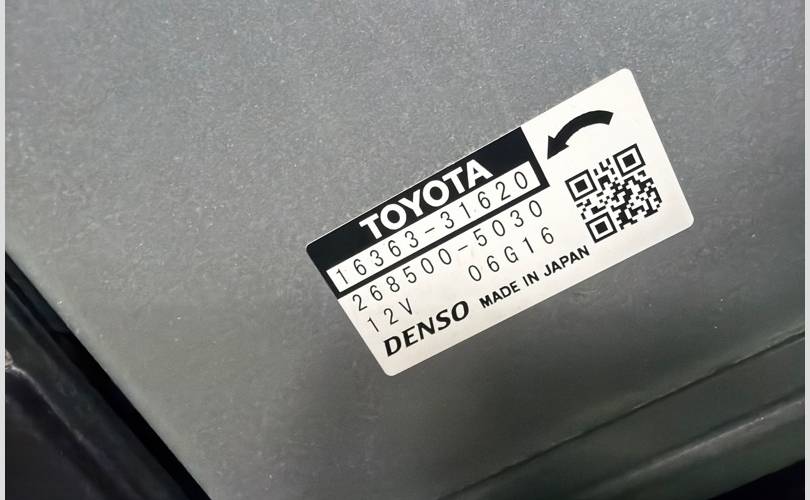 TOYOTA
16363-31620
268500-5030
12V 06G16
DENSO MADE IN JAPAN